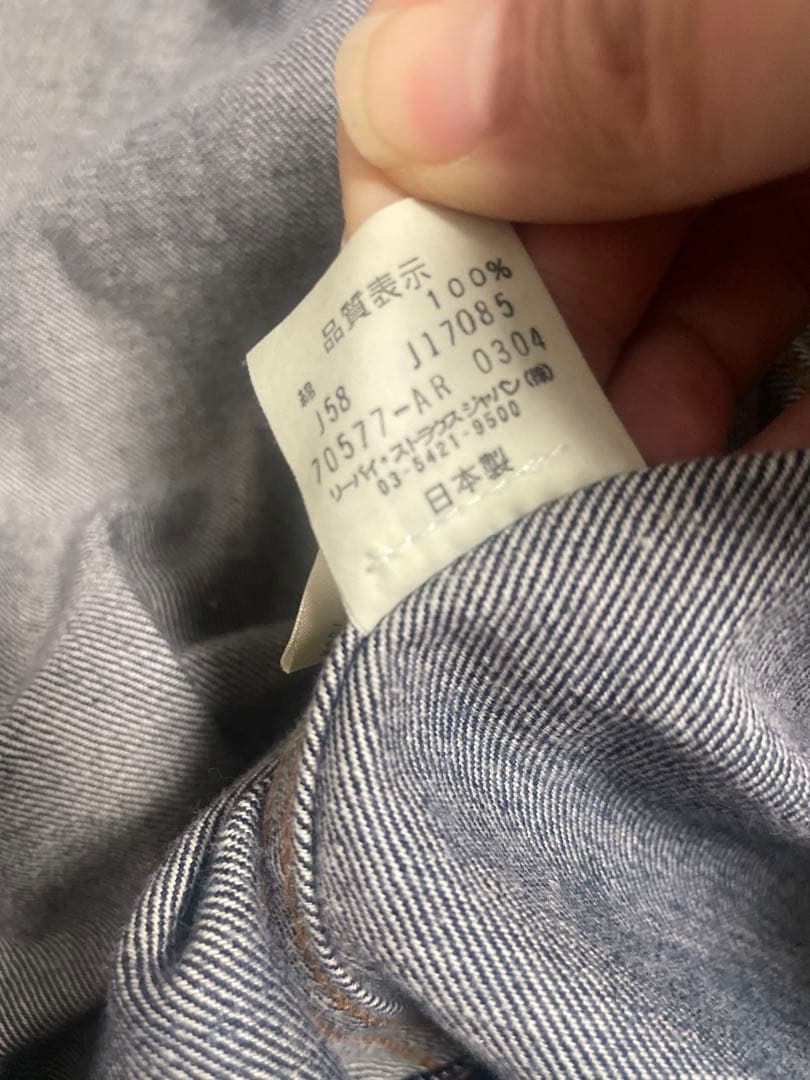 品質表示
綿 100%
J58 J17085
70577-AR 0304
リーバイ・ストラウスジャパン(株)
03-5421-9500
日本製